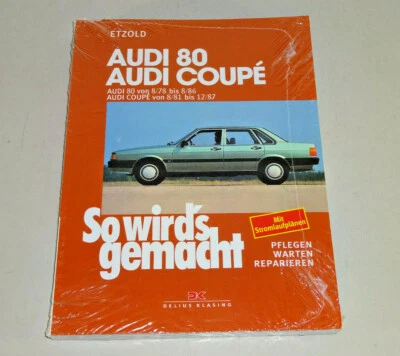 ETZOLD
AUDI 80
AUDI COUPÉ
AUDI 80 von 8/78 bis 8/86
AUDI COUPÉ von 8/81 bis 12/87
So wird's
gemacht
Mit
Stromlaufplänen
PFLEGEN
WARTEN
REPARIEREN
DK
DELIUS KLASING